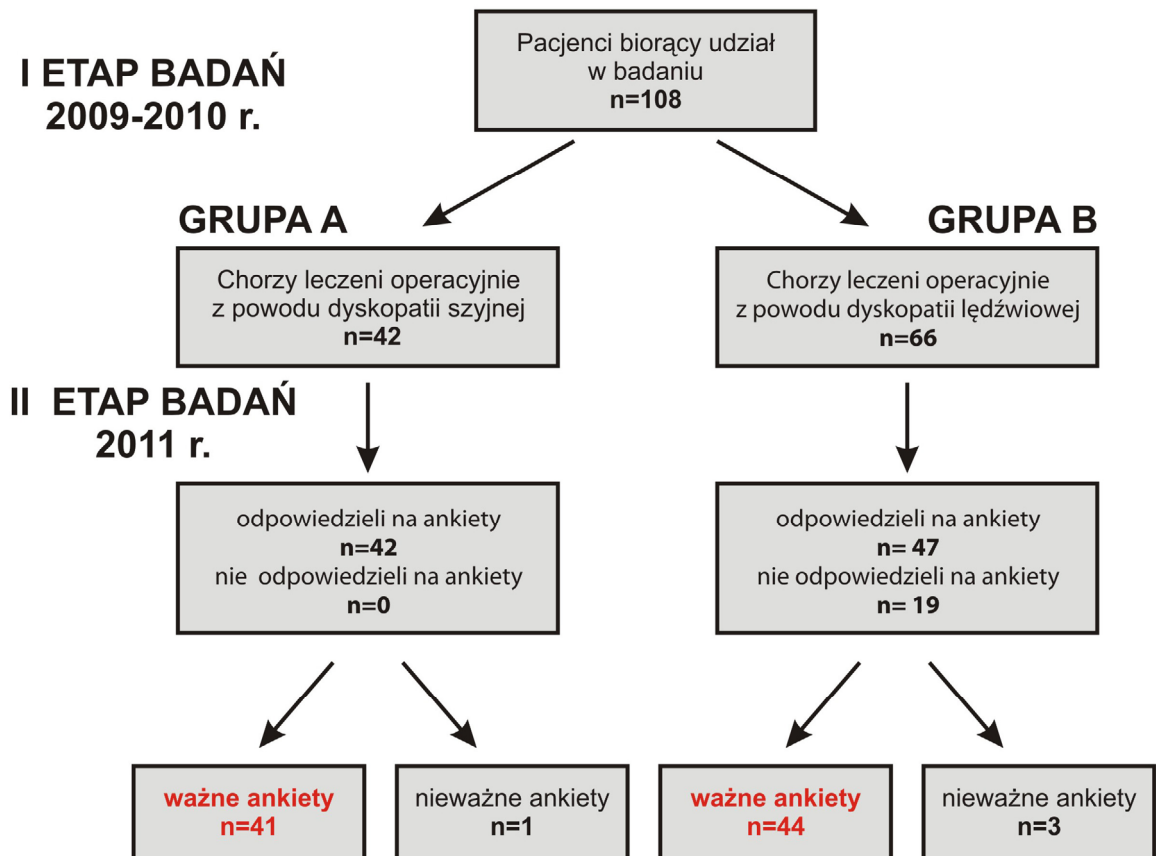 I ETAP BADAŃ
2009-2010 r.
Pacjenci biorący udział
w badaniu
n=108
GRUPA A
Chorzy leczeni operacyjnie
z powodu dyskopatii szyjnej
n=42
GRUPA B
Chorzy leczeni operacyjnie
z powodu dyskopatii lędźwiowej
n=66
II ETAP BADAŃ
2011 r.
odpowiedzieli na ankiety
n=42
nie odpowiedzieli na ankiety
n=0
odpowiedzieli na ankiety
n= 47
nie odpowiedzieli na ankiety
n= 19
ważne ankiety
n=41
nieważne ankiety
n=1
ważne ankiety
n=44
nieważne ankiety
n=3